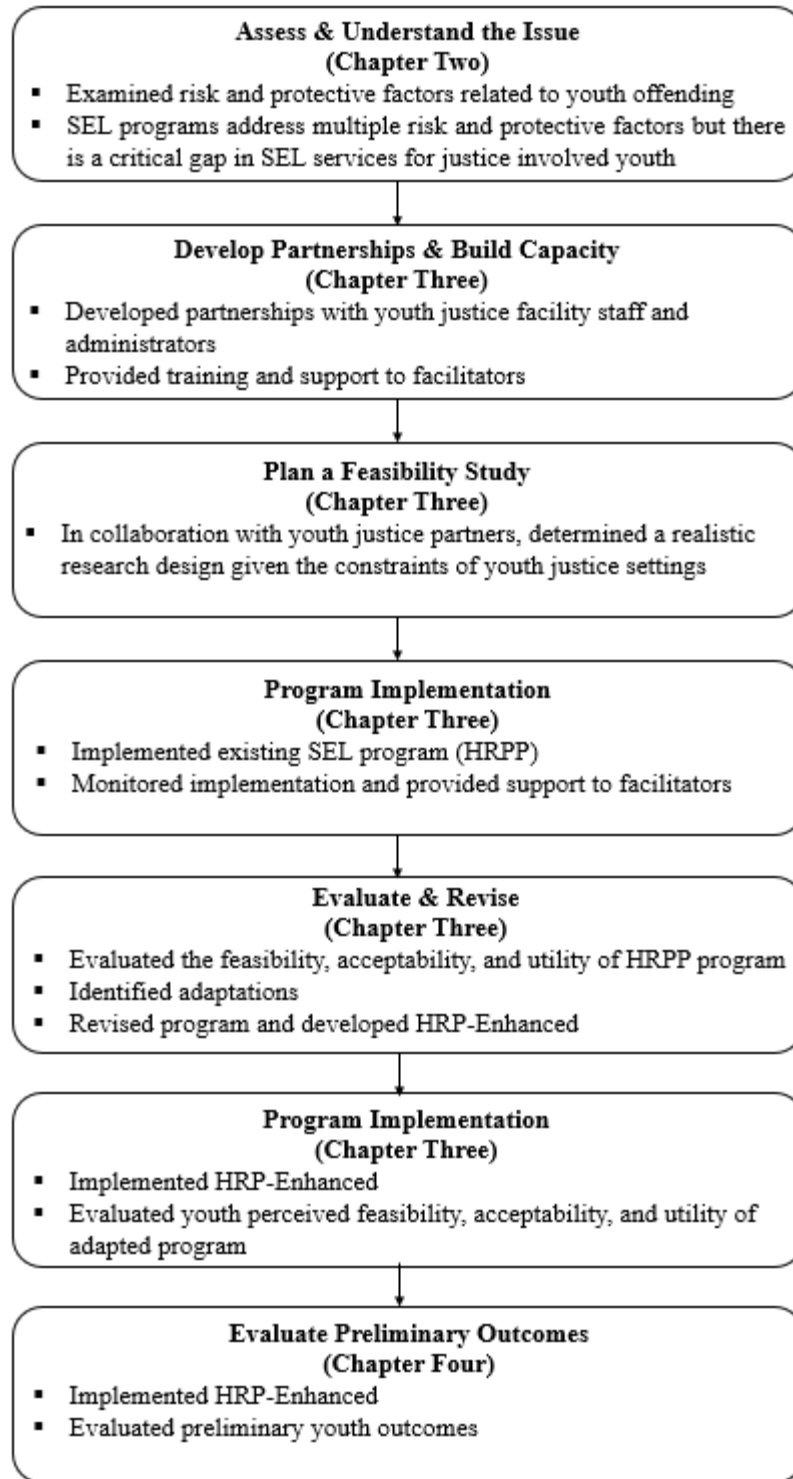 Assess & Understand the Issue
(Chapter Two)
▪ Examined risk and protective factors related to youth offending
▪ SEL programs address multiple risk and protective factors but there
is a critical gap in SEL services for justice involved youth
Develop Partnerships & Build Capacity
(Chapter Three)
▪ Developed partnerships with youth justice facility staff and
administrators
▪ Provided training and support to facilitators
Plan a Feasibility Study
(Chapter Three)
▪ In collaboration with youth justice partners, determined a realistic
research design given the constraints of youth justice settings
Program Implementation
(Chapter Three)
▪ Implemented existing SEL program (HRPP)
▪ Monitored implementation and provided support to facilitators
Evaluate & Revise
(Chapter Three)
▪ Evaluated the feasibility, acceptability, and utility of HRPP program
▪ Identified adaptations
▪ Revised program and developed HRP-Enhanced
Program Implementation
(Chapter Three)
▪ Implemented HRP-Enhanced
▪ Evaluated youth perceived feasibility, acceptability, and utility of
adapted program
Evaluate Preliminary Outcomes
(Chapter Four)
▪ Implemented HRP-Enhanced
▪ Evaluated preliminary youth outcomes